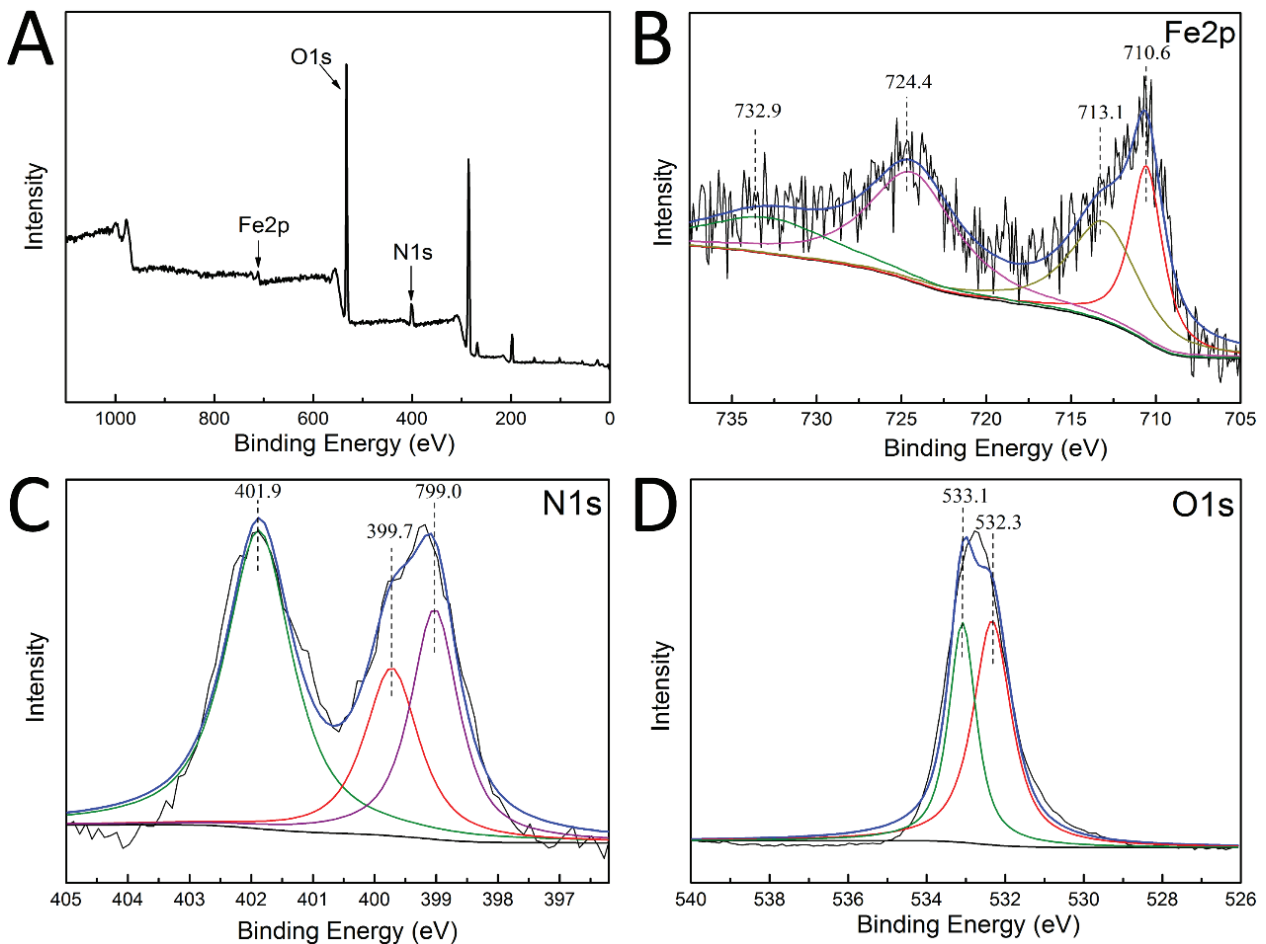 A
O1s
Fe2p
N1s
Intensity
1000 800 600 400 200 0
Binding Energy (eV)
B
Fe2p
710.6
724.4
732.9
713.1
Intensity
735 730 725 720 715 710 705
Binding Energy (eV)
C
N1s
401.9
799.0
399.7
Intensity
405 404 403 402 401 400 399 398 397
Binding Energy (eV)
D
O1s
533.1
532.3
Intensity
540 538 536 534 532 530 528 526
Binding Energy (eV)